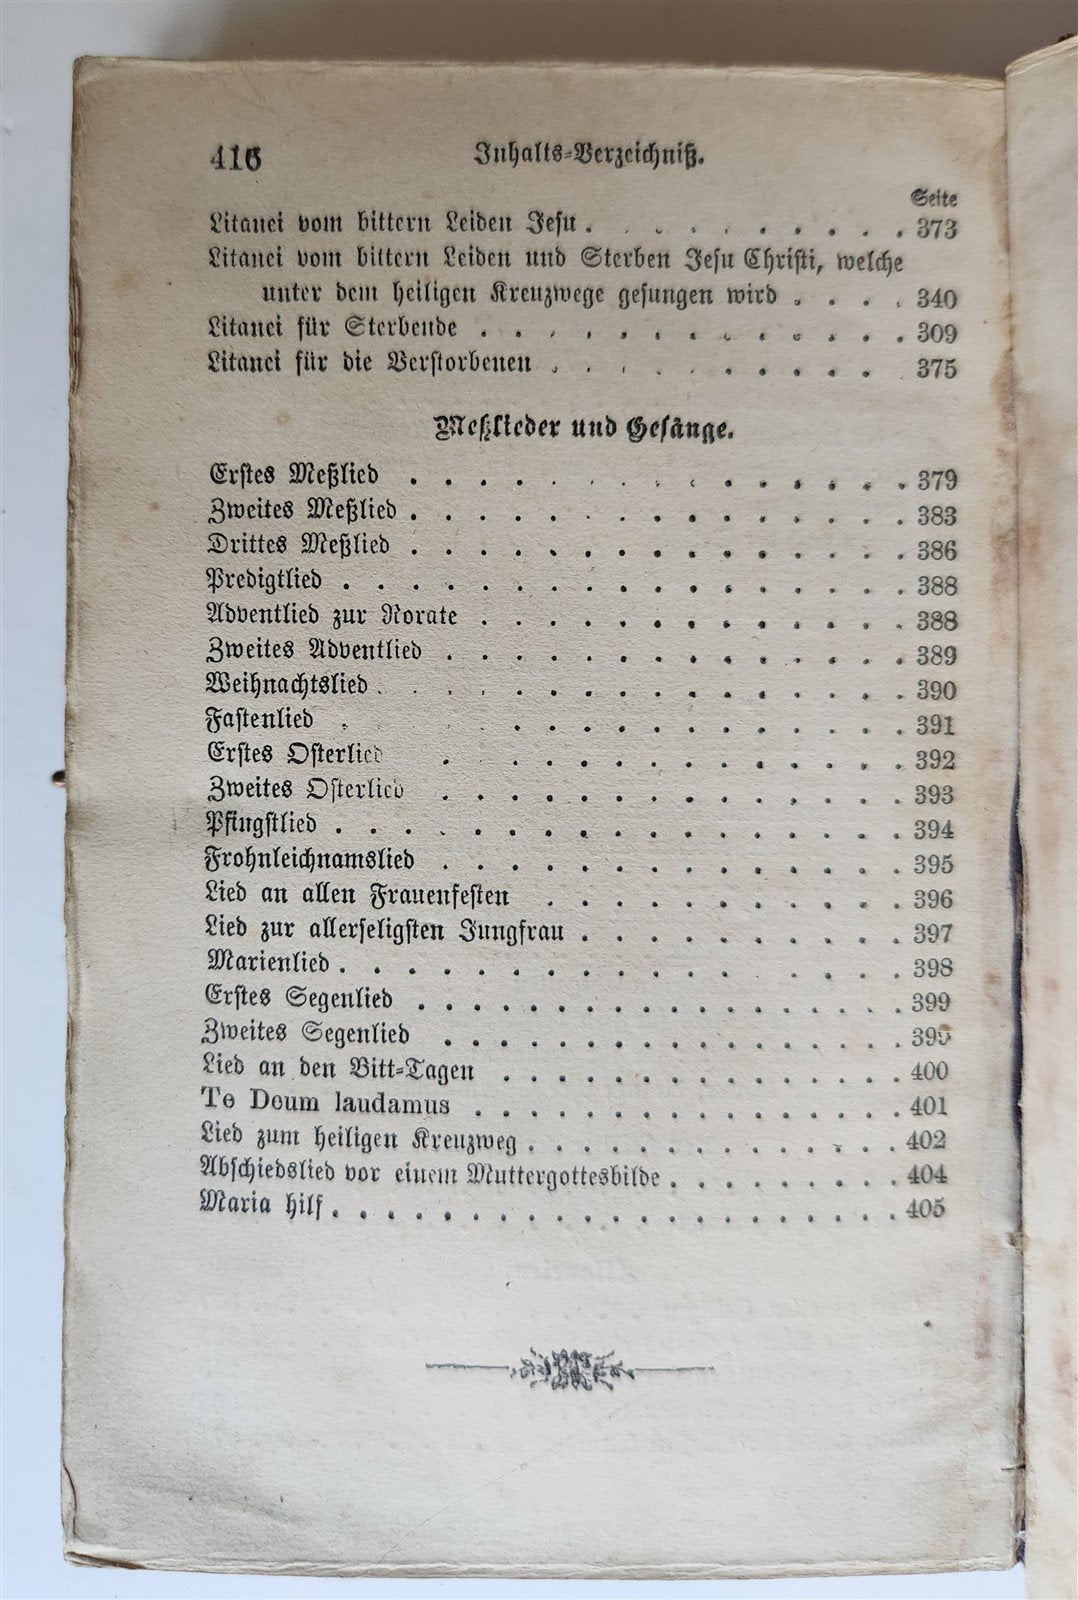 416 Inhalts-Verzeichniß.
Seite
Litanei vom bittern Leiden Jesu . . . . . . . . . . 373
Litanei vom bittern Leiden und Sterben Jesu Christi, welche
unter dem heiligen Kreuzwege gesungen wird . . . . 340
Litanei für Sterbende . . . . . . . . . . . . . 309
Litanei für die Verstorbenen . . . . . . . . . . 375
Meßlieder und Gesänge.
Erstes Meßlied . . . . . . . . . . . . . . . 379
Zweites Meßlied . . . . . . . . . . . . . . . 383
Drittes Meßlied . . . . . . . . . . . . . . . 386
Predigtlied . . . . . . . . . . . . . . . . . 388
Adventlied zur Rorate . . . . . . . . . . . . . 388
Zweites Adventlied . . . . . . . . . . . . . . 389
Weihnachtslied . . . . . . . . . . . . . . . . 390
Fastenlied . . . . . . . . . . . . . 391
Erstes Osterlied . . . . . . . . . . . . . 392
Zweites Osterlied . . . . . . . . . . . . . . 393
Pfingstlied . . . . . . . . . . . . . . . . . 394
Frohnleichnamslied . . . . . . . . . . . . . . 395
Lied an allen Frauenfesten . . . . . . . . . . . 396
Lied zur allerseligsten Jungfrau . . . . . . . . . . 397
Marienlied . . . . . . . . . . . . . . . . 398
Erstes Segenlied . . . . . . . . . . . . . . . 399
Zweites Segenlied . . . . . . . . . . . . . . 399
Lied an den Bitt-Tagen . . . . . . . . . . . . 400
Te Deum laudamus . . . . . . . . . . . . . 401
Lied zum heiligen Kreuzweg . . . . . . . . . . . . 402
Abschiedslied vor einem Muttergottesbilde . . . . . . . 404
Maria hilf . . . . . . . . . . . . . . . . . 405